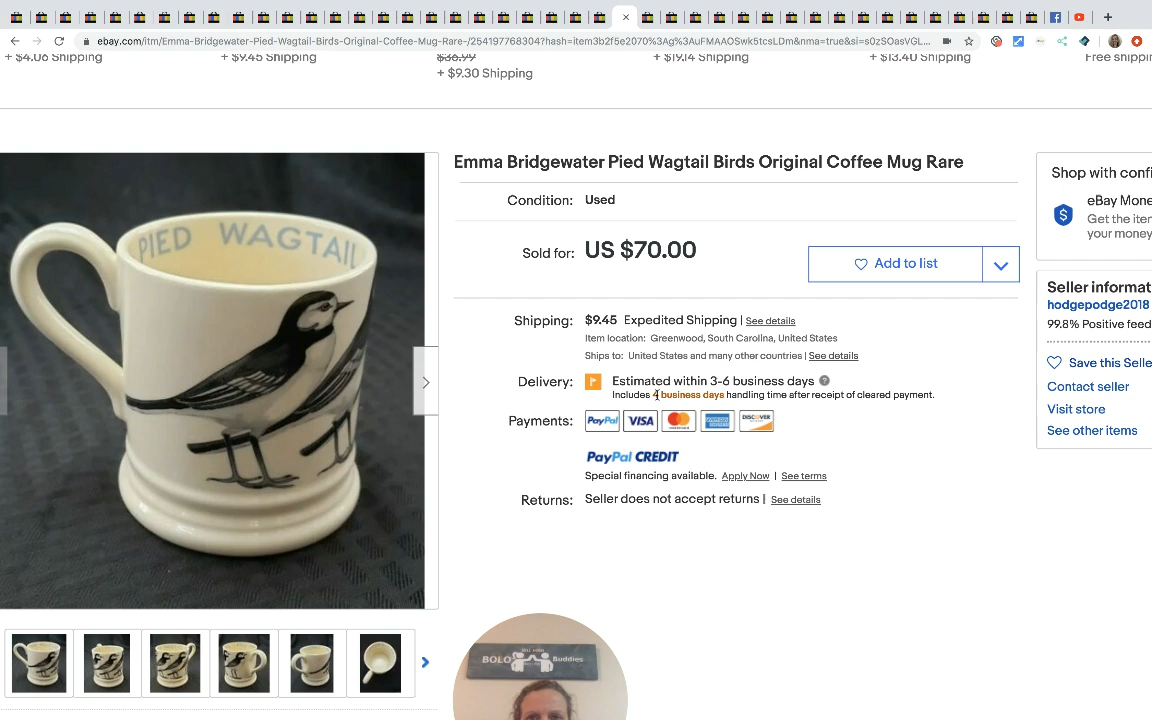 ebay.com/itm/Emma-Bridgewater-Pied-Wagtail-Birds-Original-Coffee-Mug-Rare-/254197768304?hash=item3b2f5e2070%3Ag%3AuFMAAOSwk5tcsLDm&nma=true&si=s0zSOasVGL...
+ $4.06 Shipping
+ $9.45 Shipping
$36.99
+ $9.30 Shipping
+ $19.14 Shipping
+ $13.40 Shipping
Free shippin
Emma Bridgewater Pied Wagtail Birds Original Coffee Mug Rare
Condition: Used
Sold for: US $70.00
Add to list
Shipping: $9.45 Expedited Shipping | See details
Item location: Greenwood, South Carolina, United States
Ships to: United States and many other countries | See details
Delivery: Estimated within 3-6 business days ?
Includes 4 business days handling time after receipt of cleared payment.
Payments: PayPal VISA MasterCard AMERICAN EXPRESS DISCOVER
PayPal CREDIT
Special financing available. Apply Now | See terms
Returns: Seller does not accept returns | See details
Shop with confi
$
eBay Mone
Get the iter
your money
Seller informat
hodgepodge2018
99.8% Positive feed
Save this Selle
Contact seller
Visit store
See other items
PIED WAGTAIL
BOLO Buddies